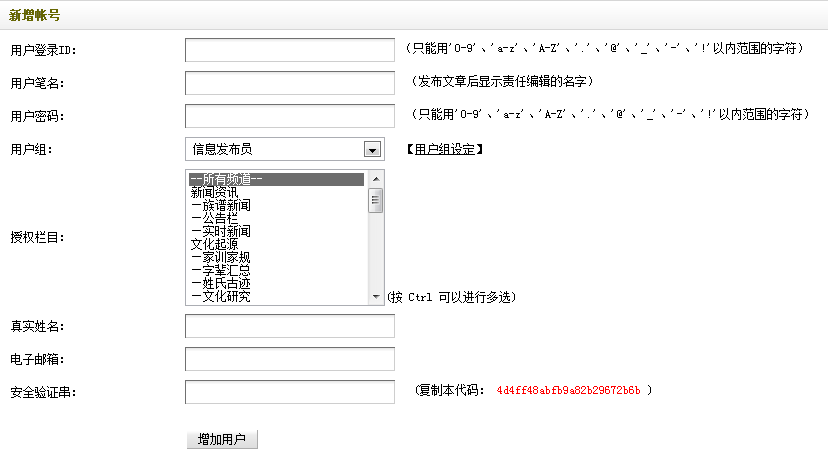 新增帐号
用户登录ID: (只能用'0-9'、'a-z'、'A-Z'、'.'、'@'、'_'、'-'、'!'以内范围的字符)
用户笔名: (发布文章后显示责任编辑的名字)
用户密码: (只能用'0-9'、'a-z'、'A-Z'、'.'、'@'、'_'、'-'、'!'以内范围的字符)
用户组: 信息发布员 【用户组设定】
授权栏目:
--所有频道--
新闻资讯
—族谱新闻
—公告栏
—实时新闻
文化起源
—家训家规
—字辈汇总
—姓氏古迹
—文化研究
(按 Ctrl 可以进行多选)
真实姓名:
电子邮箱:
安全验证串: (复制本代码: 4d4ff48abfb9a82b29672b6b )
增加用户